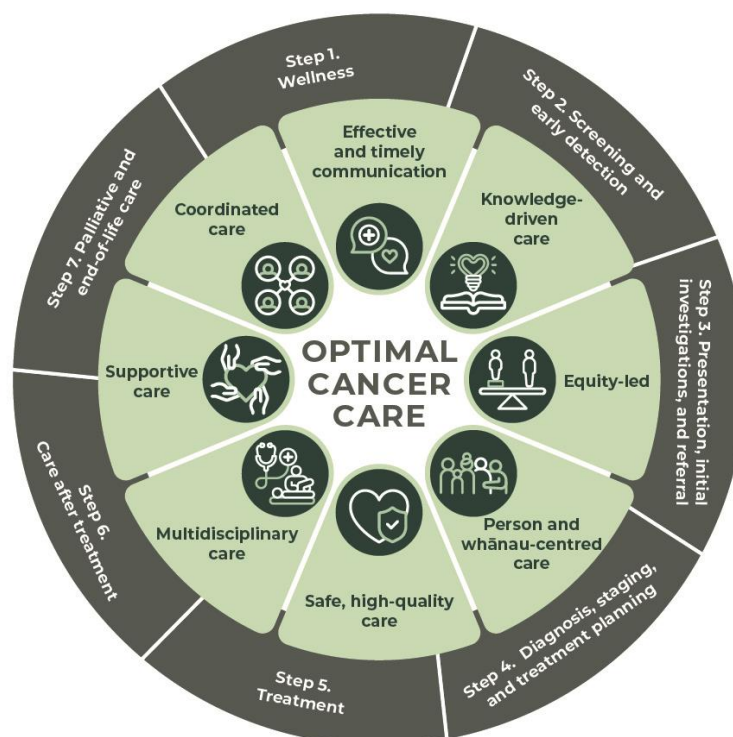 Step 1.
Wellness
Step 2. Screening and
early detection
Step 3. Presentation, initial
investigations, and referral
Step 4. Diagnosis, staging,
and treatment planning
Step 5.
Treatment
Step 6.
Care after treatment
Step 7. Palliative and
end-of-life care
Effective
and timely
communication
Knowledge-
driven
care
Equity-led
Person and
whānau-centred
care
Safe, high-quality
care
Multidisciplinary
care
Supportive
care
Coordinated
care
OPTIMAL
CANCER
CARE